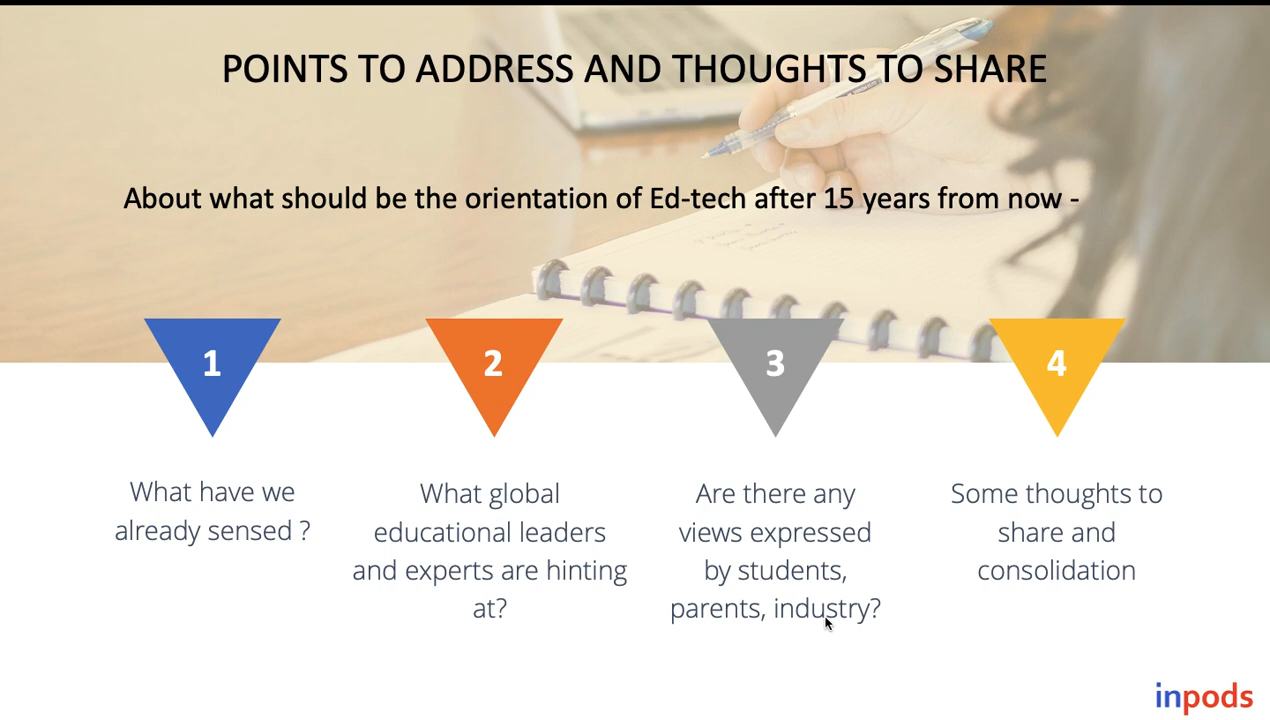 POINTS TO ADDRESS AND THOUGHTS TO SHARE
About what should be the orientation of Ed-tech after 15 years from now -
1
What have we
already sensed ?
2
What global
educational leaders
and experts are hinting
at?
3
Are there any
views expressed
by students,
parents, industry?
4
Some thoughts to
share and
consolidation
inpods